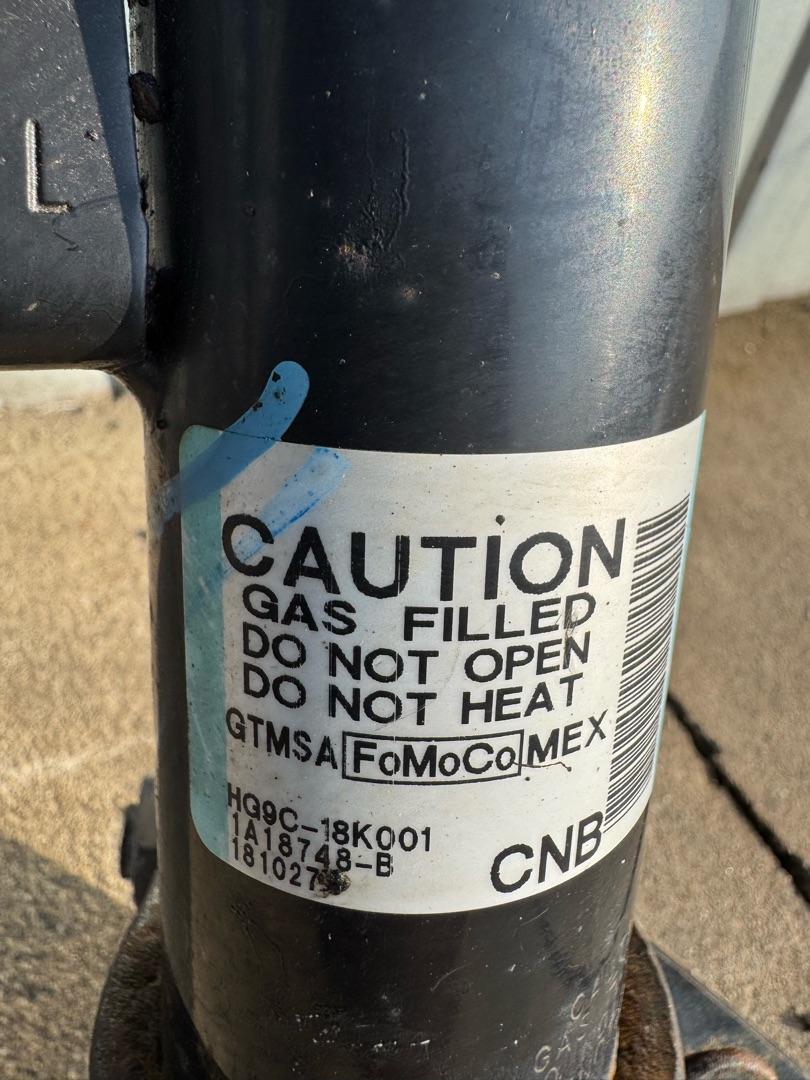 L
CAUTION
GAS FILLED
DO NOT OPEN
DO NOT HEAT
GTMSA FoMoCo MEX
HG9C-18K001
1A18748-B
CNB